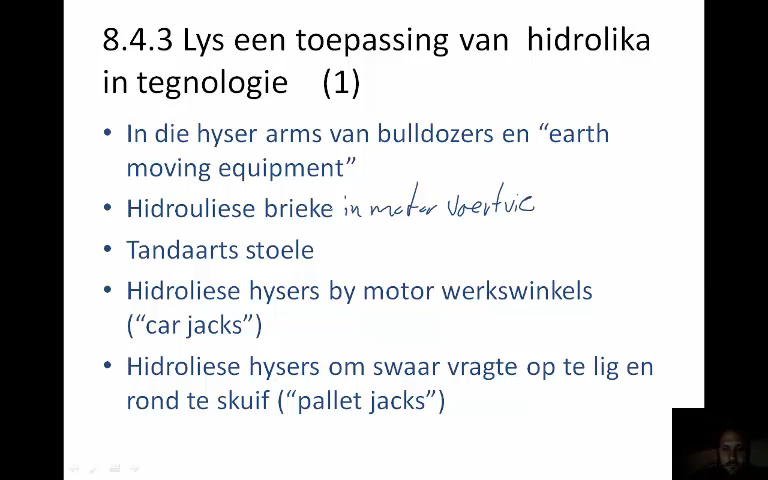 8.4.3 Lys een toepassing van hidrolika
in tegnologie (1)
• In die hyser arms van bulldozers en “earth
moving equipment”
• Hidrouliese brieke in motor voertuie
• Tandaarts stoele
• Hidroliese hysers by motor werkswinkels
(“car jacks”)
• Hidroliese hysers om swaar vragte op te lig en
rond te skuif (“pallet jacks”)